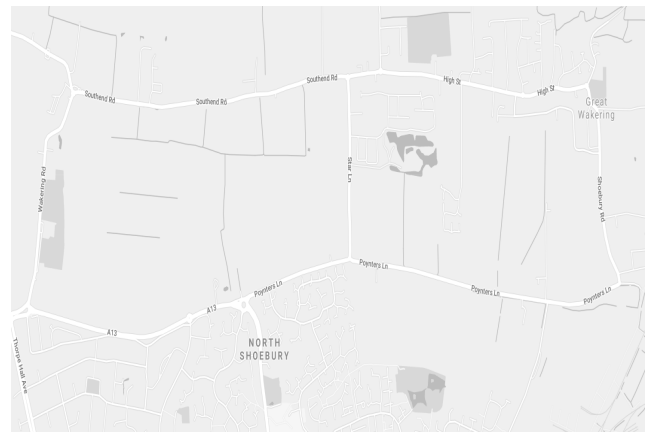 Southend Rd
Southend Rd
Southend Rd
High St
High St
Great
Wakering
Wakering Rd
Star Ln
Shoebury Rd
Poynters Ln
Poynters Ln
Poynters Ln
Poynters Ln
A13
A13
NORTH
SHOEBURY
Thorpe Hall Ave